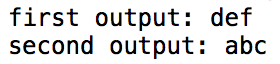 first output: def
second output: abc